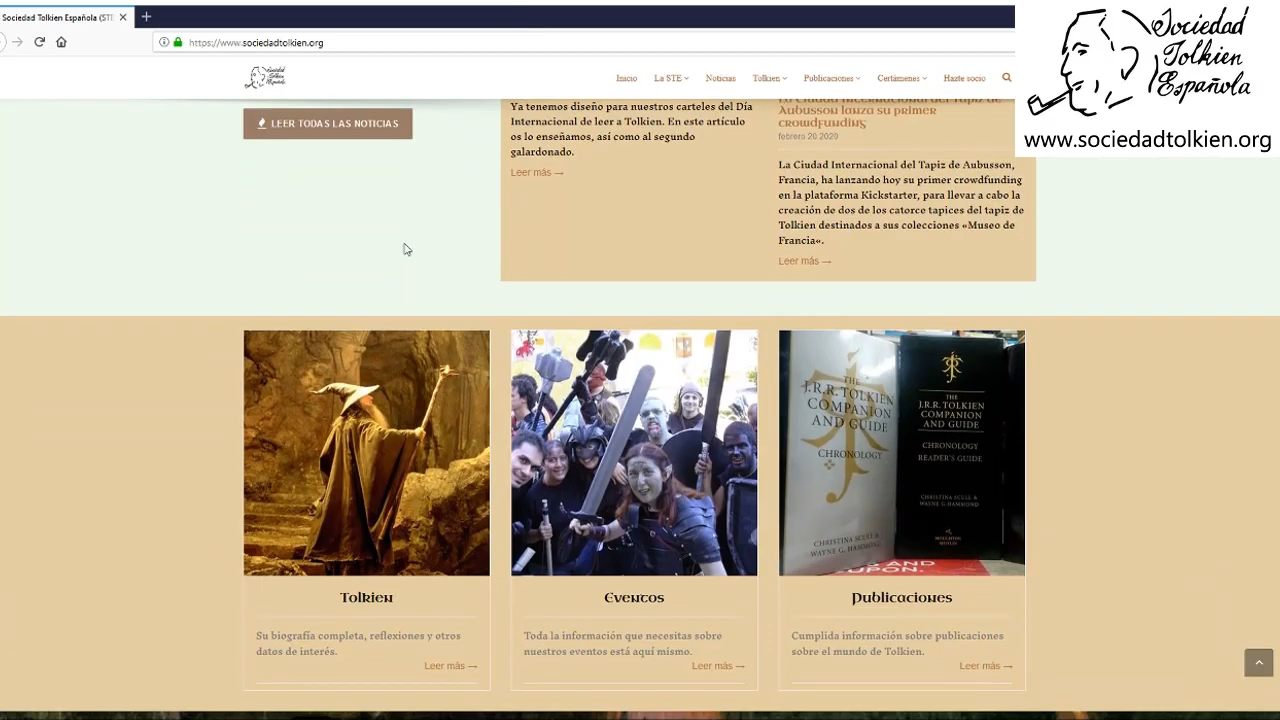 Sociedad Tolkien Española (STE
https://www.sociedadtolkien.org
Sociedad
Tolkien
Española
Inicio
La STE
Noticias
Tolkien
Publicaciones
Certámenes
Hazte socio
Sociedad
Tolkien
Española
www.sociedadtolkien.org
LEER TODAS LAS NOTICIAS
Ya tenemos diseño para nuestros carteles del Día
Internacional de leer a Tolkien. En este artículo
os lo enseñamos, así como al segundo
galardonado.
Leer más →
La Ciudad Internacional del Tapiz de
Aubusson lanza su primer
crowdfunding
febrero 20 2020
La Ciudad Internacional del Tapiz de Aubusson,
Francia, ha lanzando hoy su primer crowdfunding
en la plataforma Kickstarter, para llevar a cabo la
creación de dos de los catorce tapices del tapiz de
Tolkien destinados a sus colecciones «Museo de
Francia«.
Leer más →
THE
J.R.R. TOLKIEN
COMPANION
AND GUIDE
CHRONOLOGY
CHRISTINA SCULL &
WAYNE G. HAMMOND
THE
J.R.R. TOLKIEN
COMPANION
AND GUIDE
CHRONOLOGY
READER'S GUIDE
CHRISTINA SCULL &
WAYNE G. HAMMOND
HOUGHTON
MIFFLIN
AND
COUPON.
Tolkien
Su biografía completa, reflexiones y otros
datos de interés.
Leer más →
Eventos
Toda la información que necesitas sobre
nuestros eventos está aquí mismo.
Leer más →
Publicaciones
Cumplida información sobre publicaciones
sobre el mundo de Tolkien.
Leer más →